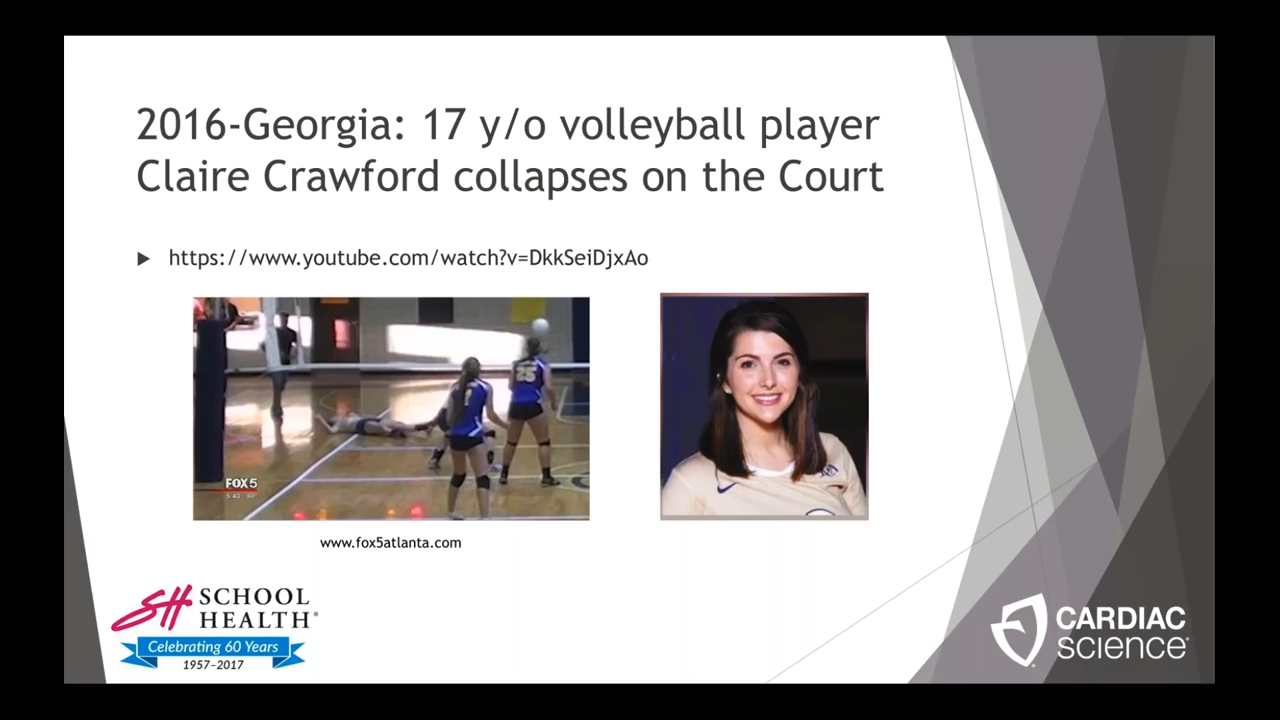 2016-Georgia: 17 y/o volleyball player
Claire Crawford collapses on the Court
https://www.youtube.com/watch?v=DkkSeiDjxAo
25
FOX5
www.fox5atlanta.com
SH SCHOOL
HEALTH®
Celebrating 60 Years
1957–2017
CARDIAC
science®